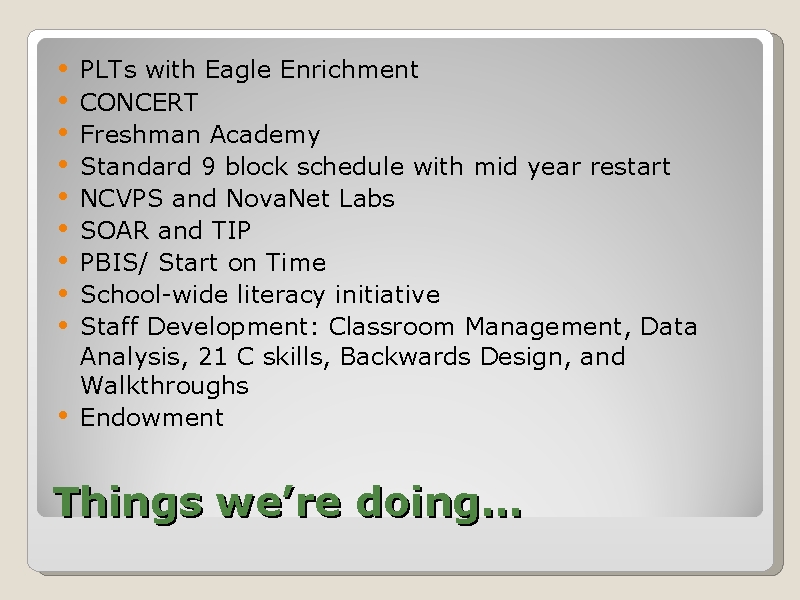 • PLTs with Eagle Enrichment
• CONCERT
• Freshman Academy
• Standard 9 block schedule with mid year restart
• NCVPS and NovaNet Labs
• SOAR and TIP
• PBIS/ Start on Time
• School-wide literacy initiative
• Staff Development: Classroom Management, Data
Analysis, 21 C skills, Backwards Design, and
Walkthroughs
• Endowment
Things we’re doing…